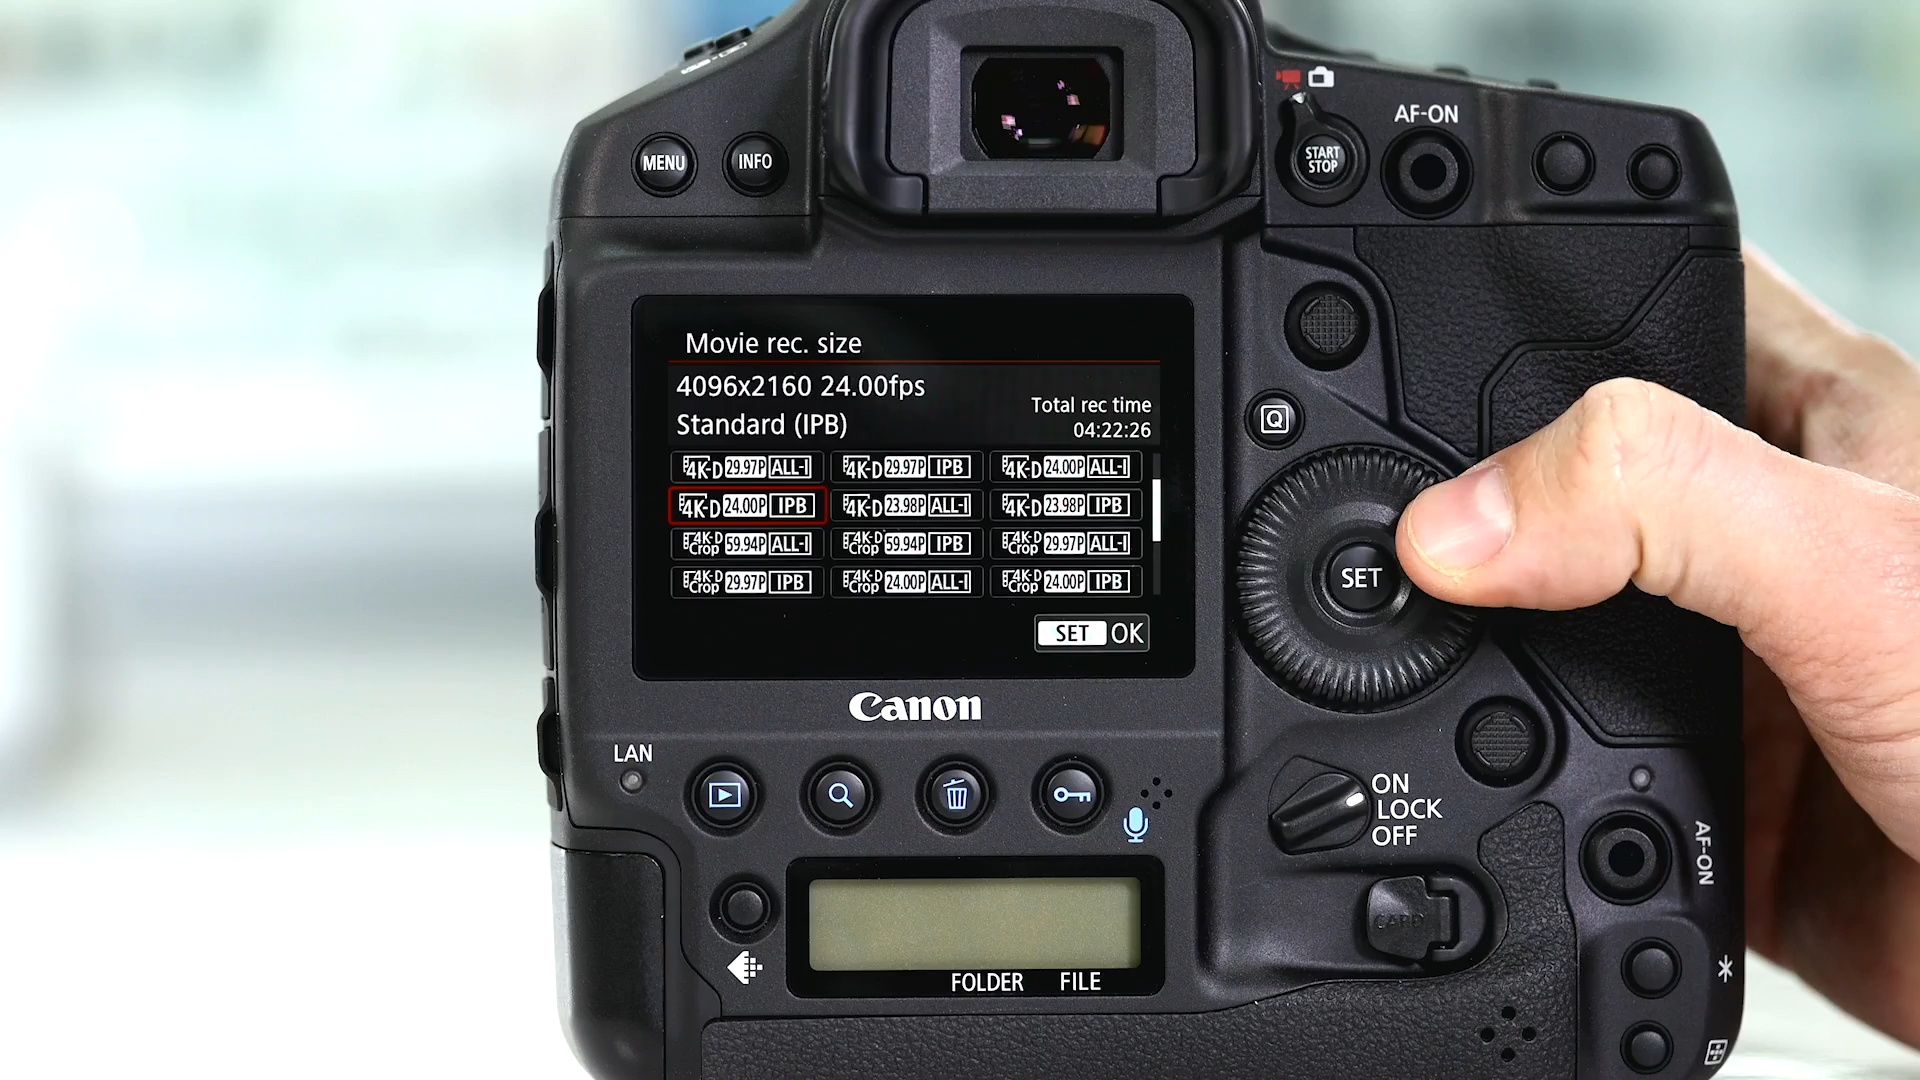 MENU
INFO
START
STOP
AF-ON
Movie rec. size
4096x2160 24.00fps
Standard (IPB)
Total rec time
04:22:26
4K-D 29.97P ALL-I
4K-D 29.97P IPB
4K-D 24.00P ALL-I
4K-D 24.00P IPB
4K-D 23.98P ALL-I
4K-D 23.98P IPB
4K-D Crop 59.94P ALL-I
4K-D Crop 59.94P IPB
4K-D Crop 29.97P ALL-I
4K-D Crop 29.97P IPB
4K-D Crop 24.00P ALL-I
4K-D Crop 24.00P IPB
SET OK
Q
SET
Canon
LAN
ON
LOCK
OFF
AF-ON
CARD
FOLDER FILE